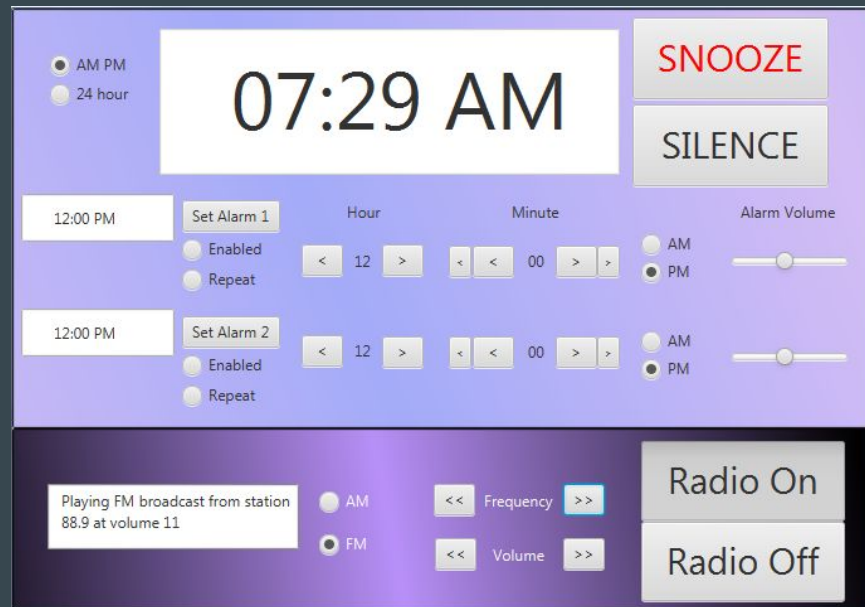 AM PM
24 hour
07:29 AM
SNOOZE
SILENCE
Hour
Minute
Alarm Volume
12:00 PM
Set Alarm 1
Enabled
Repeat
< 12 >
< < 00 > >
AM
PM
12:00 PM
Set Alarm 2
Enabled
Repeat
< 12 >
< < 00 > >
AM
PM
Playing FM broadcast from station
88.9 at volume 11
AM
FM
<< Frequency >>
<< Volume >>
Radio On
Radio Off